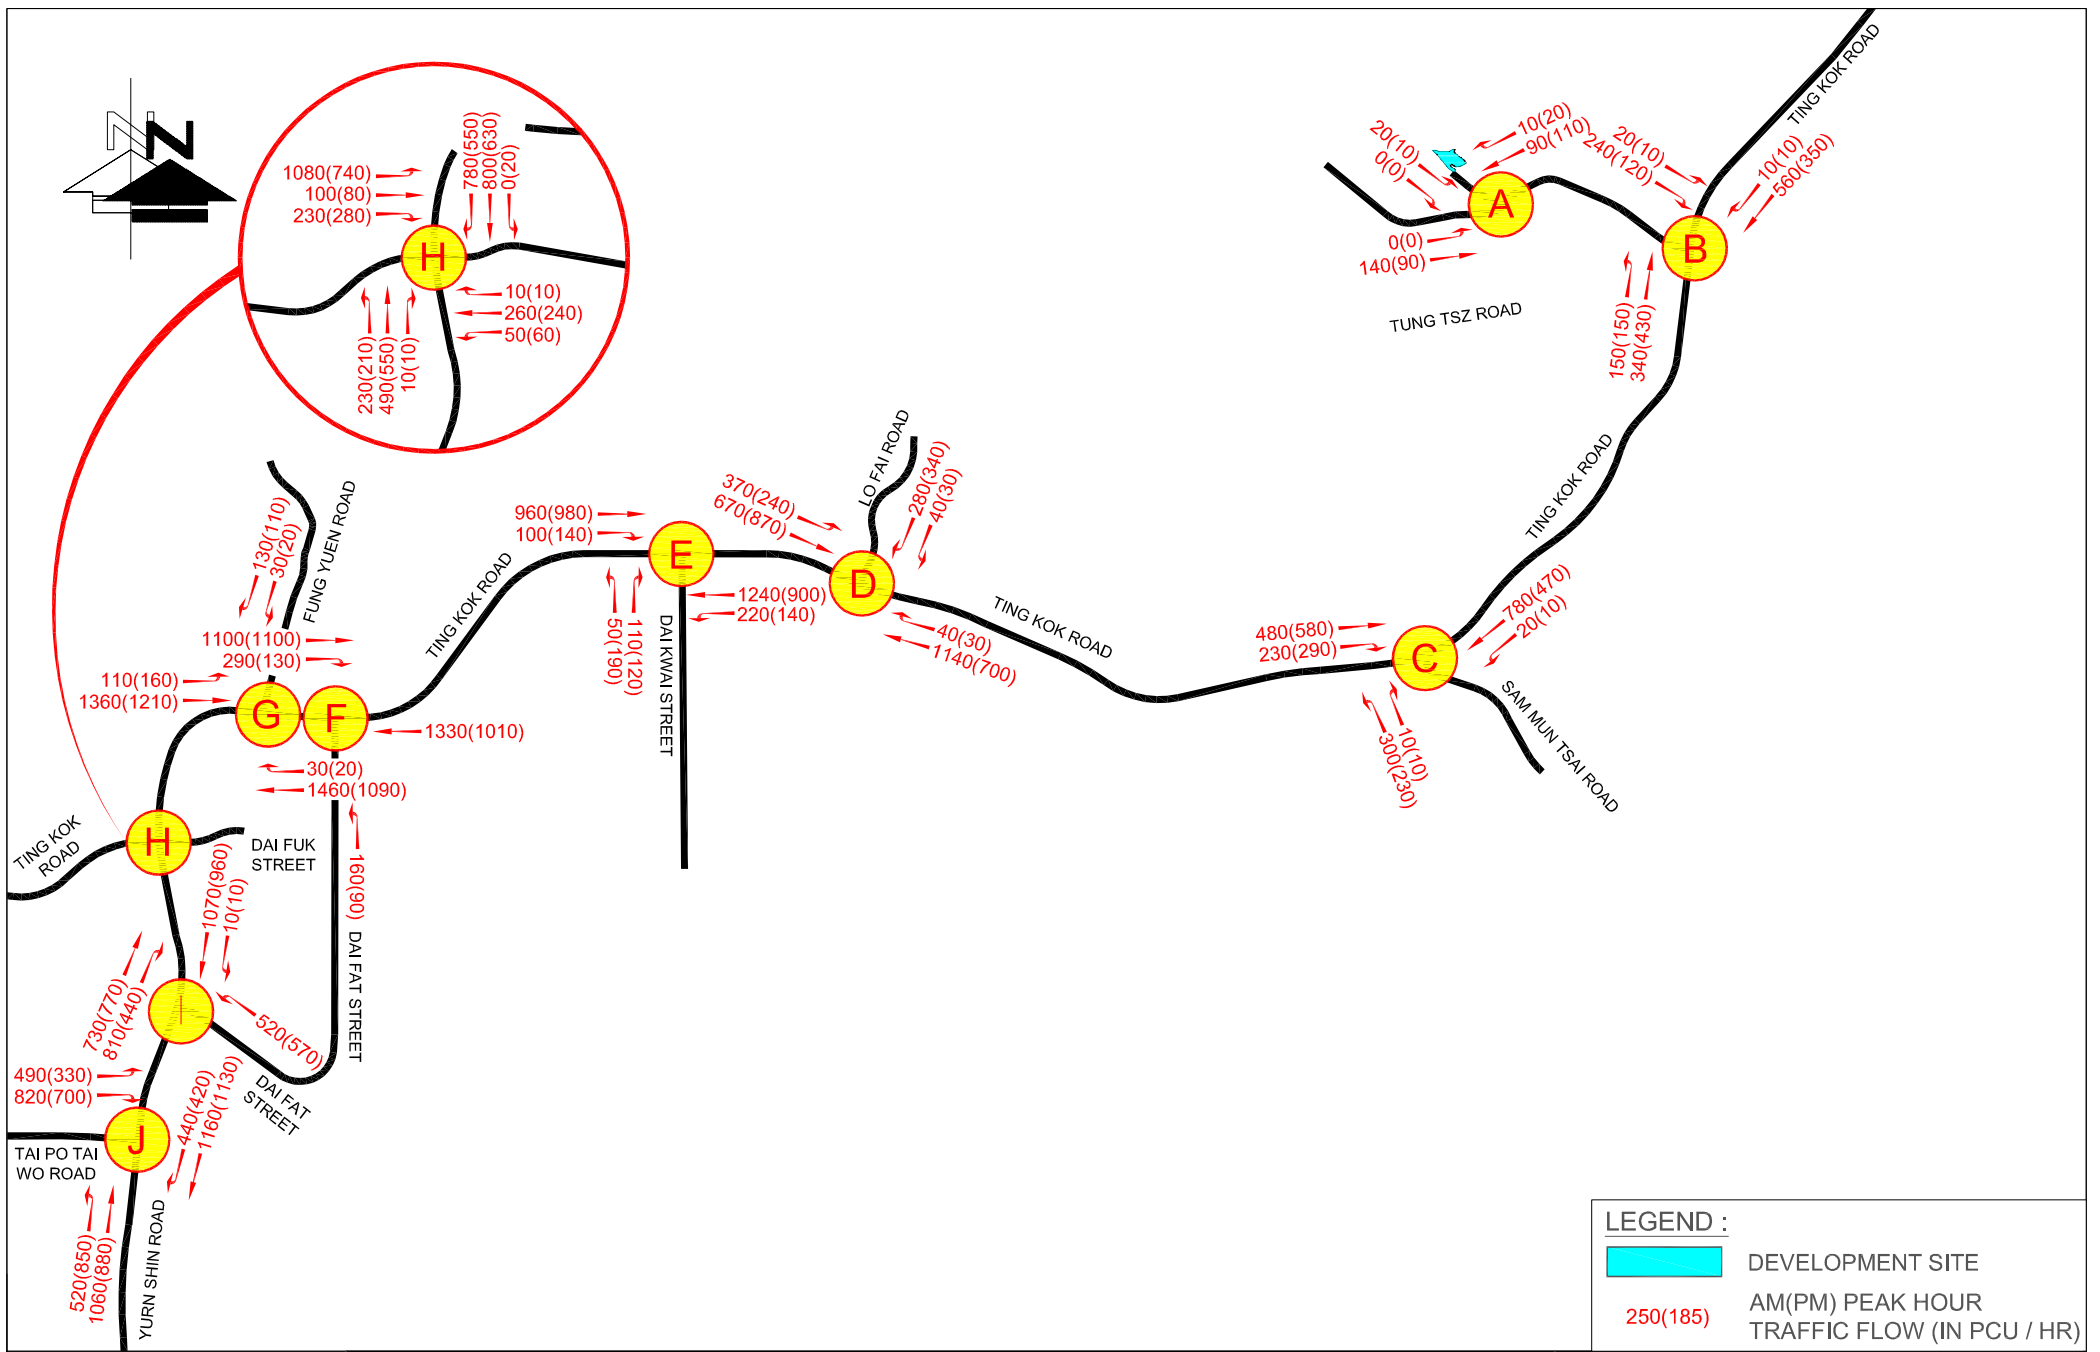 N
N
1080(740)
100(80)
230(280)
780(550)
800(630)
0(20)
H
10(10)
260(240)
50(60)
230(210)
490(550)
10(10)
20(10)
0(0)
10(20)
90(110)
A
0(0)
140(90)
TUNG TSZ ROAD
20(10)
240(120)
TING KOK ROAD
10(10)
560(350)
B
150(150)
340(430)
TING KOK ROAD
130(110)
30(20)
FUNG YUEN ROAD
1100(1100)
290(130)
110(160)
1360(1210)
G
F
1330(1010)
30(20)
1460(1090)
TING KOK ROAD
960(980)
100(140)
E
50(190)
110(120)
1240(900)
220(140)
DAI KWAI STREET
370(240)
670(870)
LO FAI ROAD
280(340)
40(30)
D
40(30)
1140(700)
TING KOK ROAD
480(580)
230(290)
780(470)
20(10)
C
10(10)
300(230)
SAM MUN TSAI ROAD
TING KOK
ROAD
H
DAI FUK
STREET
160(90)
DAI FAT STREET
1070(960)
10(10)
730(770)
810(440)
I
520(570)
DAI FAT
STREET
490(330)
820(700)
440(420)
1160(1130)
J
TAI PO TAI
WO ROAD
520(850)
1060(880)
YURN SHIN ROAD
LEGEND :
DEVELOPMENT SITE
250(185)
AM(PM) PEAK HOUR
TRAFFIC FLOW (IN PCU / HR)